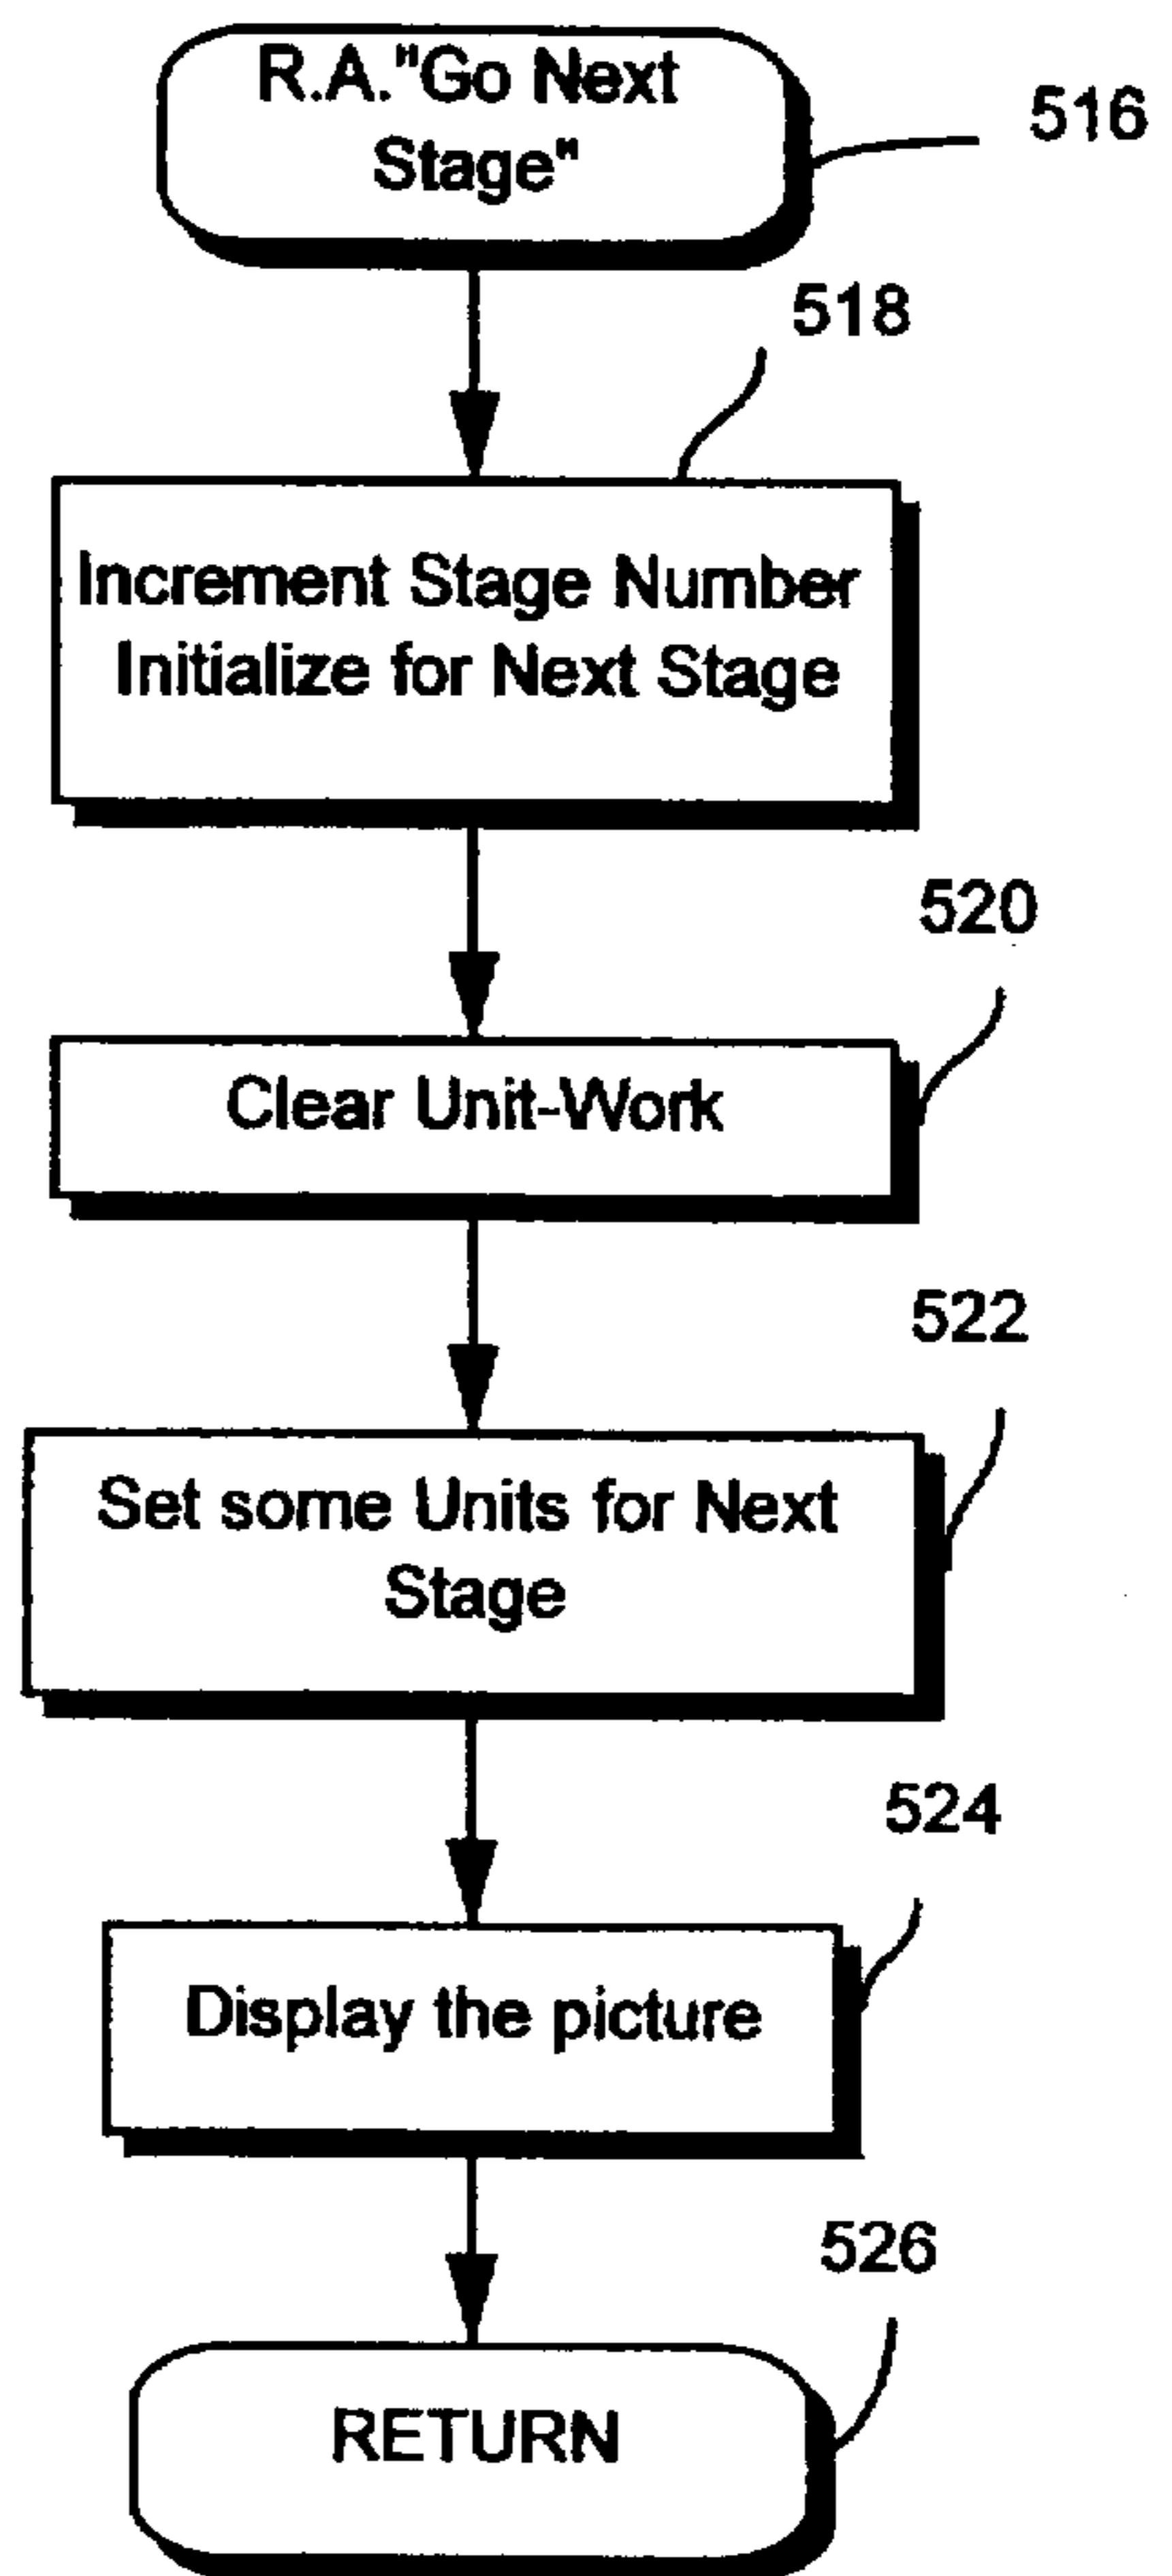 R.A."Go Next
Stage"
516
518
Increment Stage Number
Initialize for Next Stage
520
Clear Unit-Work
522
Set some Units for Next
Stage
524
Display the picture
526
RETURN